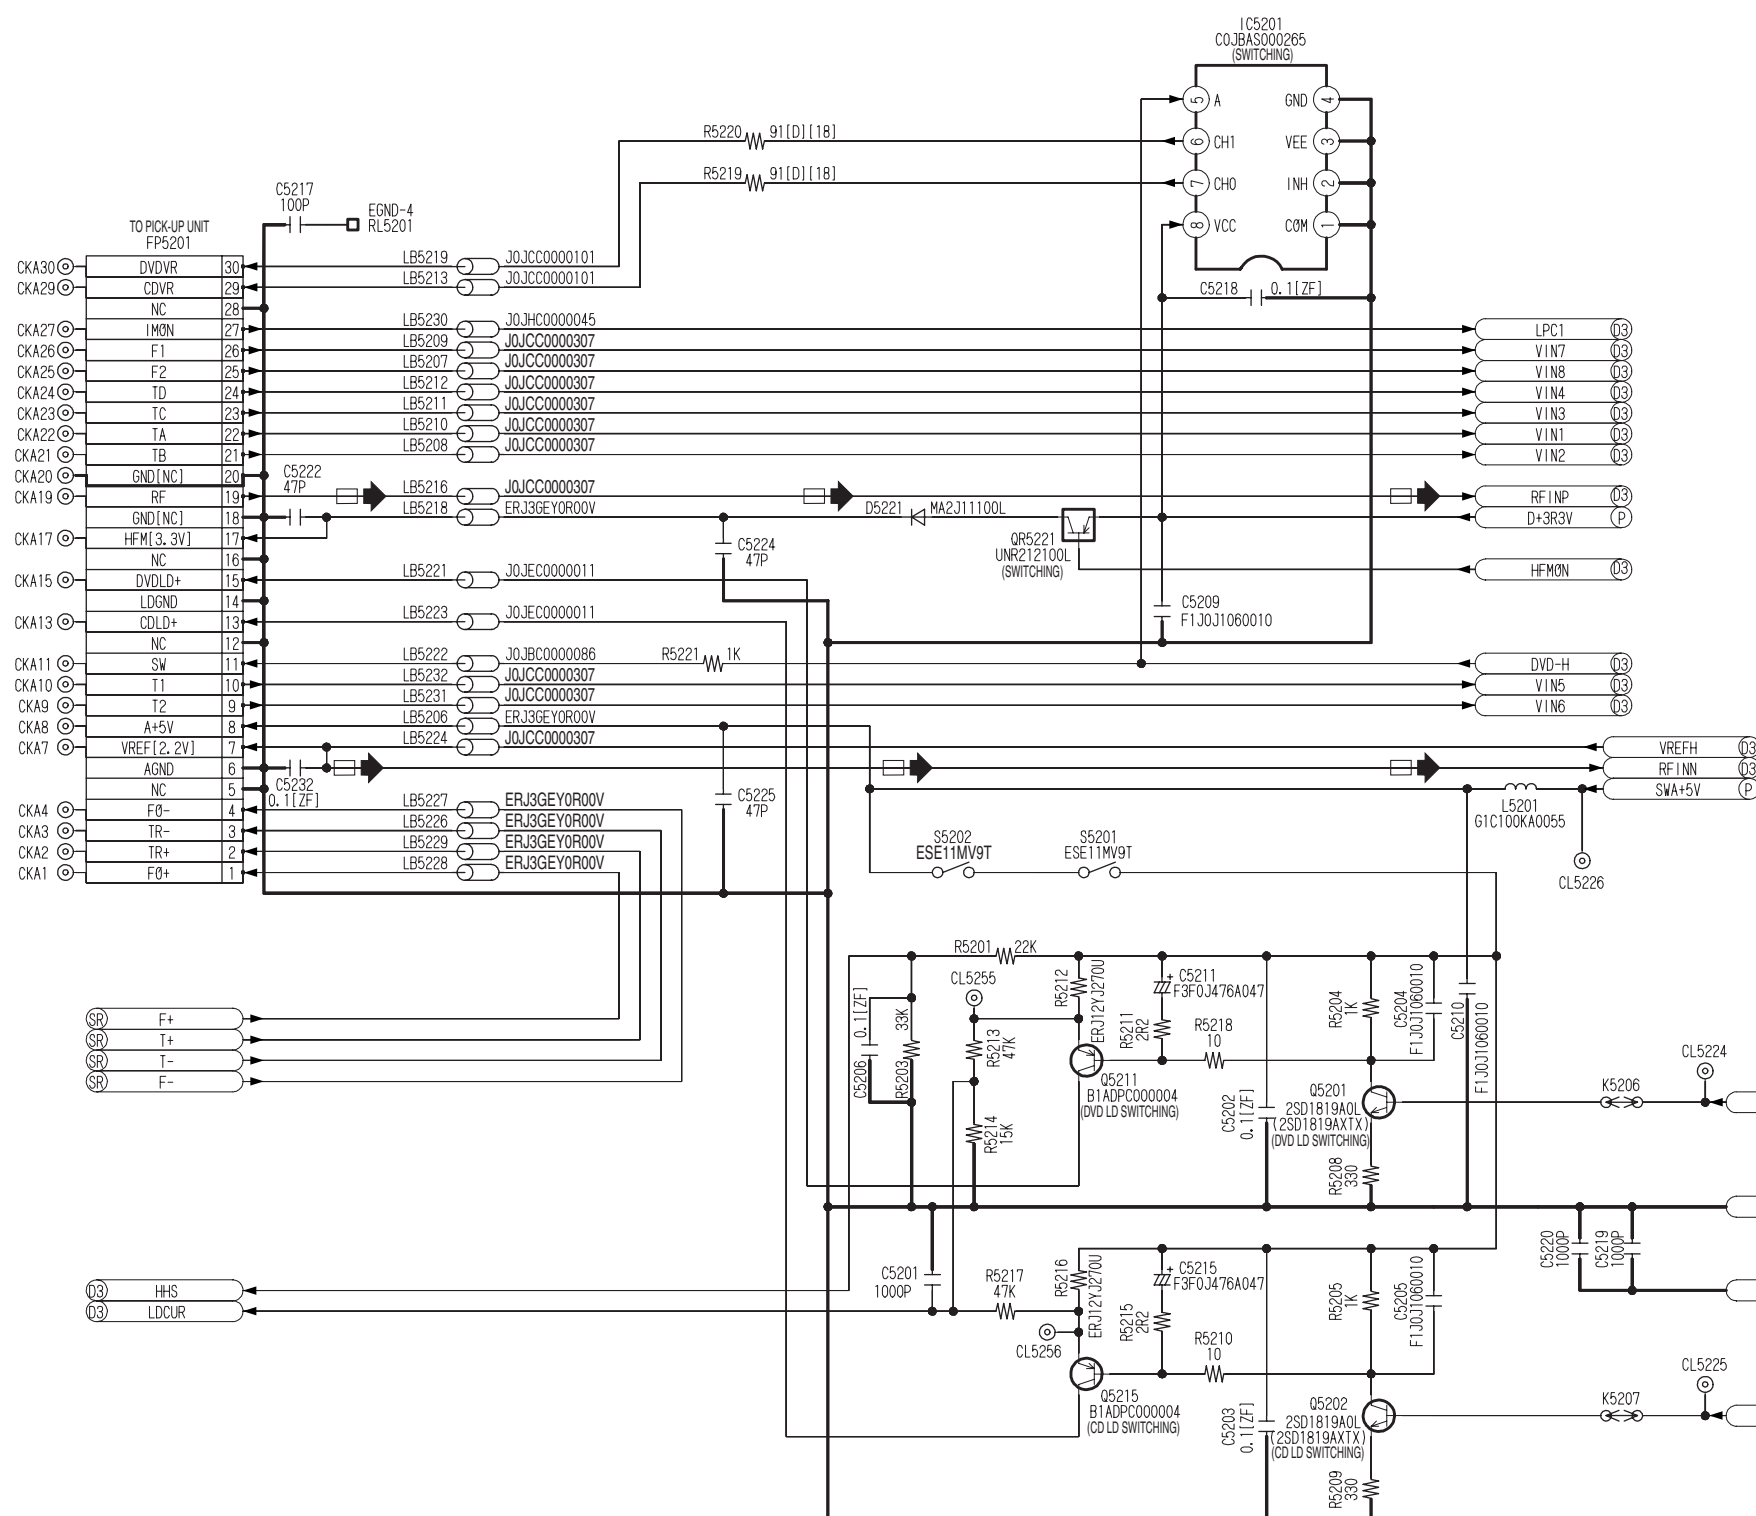 IC5201
C0JBAS000265
(SWITCHING)
5 A GND 4
6 CH1 VEE 3
7 CH0 INH 2
8 VCC CØM 1
R5220 91[D][18]
R5219 91[D][18]
C5218 0.1[ZF]
C5217
100P
EGND-4
RL5201
TO PICK-UP UNIT
FP5201
CKA30 DVDVR 30 LB5219 J0JCC0000101
CKA29 CDVR 29 LB5213 J0JCC0000101
NC 28
CKA27 IMØN 27 LB5230 J0JHC0000045 LPC1 D3
CKA26 F1 26 LB5209 J0JCC0000307 VIN7 D3
CKA25 F2 25 LB5207 J0JCC0000307 VIN8 D3
CKA24 TD 24 LB5212 J0JCC0000307 VIN4 D3
CKA23 TC 23 LB5211 J0JCC0000307 VIN3 D3
CKA22 TA 22 LB5210 J0JCC0000307 VIN1 D3
CKA21 TB 21 LB5208 J0JCC0000307 VIN2 D3
CKA20 GND[NC] 20
C5222
47P
CKA19 RF 19 LB5216 J0JCC0000307 RFINP D3
GND[NC] 18 LB5218 ERJ3GEY0R00V D5221 MA2J11100L D+3R3V P
CKA17 HFM[3.3V] 17
QR5221
UNR212100L
(SWITCHING)
C5224
47P
NC 16
HFMØN D3
CKA15 DVDLD+ 15 LB5221 J0JEC0000011
LDGND 14
C5209
F1J0J1060010
CKA13 CDLD+ 13 LB5223 J0JEC0000011
NC 12
CKA11 SW 11 LB5222 J0JBC0000086 R5221 1K DVD-H D3
CKA10 T1 10 LB5232 J0JCC0000307 VIN5 D3
CKA9 T2 9 LB5231 J0JCC0000307 VIN6 D3
CKA8 A+5V 8 LB5206 ERJ3GEY0R00V
CKA7 VREF[2.2V] 7 LB5224 J0JCC0000307 VREFH D3
AGND 6 RFINN D3
NC 5 SWA+5V P
C5232
0.1[ZF]
C5225
47P
L5201
G1C100KA0055
CL5226
CKA4 FØ- 4 LB5227 ERJ3GEY0R00V
CKA3 TR- 3 LB5226 ERJ3GEY0R00V
CKA2 TR+ 2 LB5229 ERJ3GEY0R00V
CKA1 FØ+ 1 LB5228 ERJ3GEY0R00V
S5202
ESE11MV9T
S5201
ESE11MV9T
SR F+
SR T+
SR T-
SR F-
R5201 22K
CL5255
C5206 0.1[ZF]
R5203 33K
R5213
47K
R5214
15K
R5212
ERJ12YJ270U
C5211
F3F0J476A047
R5211
2R2
R5218
10
Q5211
B1ADPC000004
(DVD LD SWITCHING)
C5202
0.1[ZF]
R5204
1K
C5204
F1J0J1060010
C5210
F1J0J1060010
Q5201
2SD1819A0L
(2SD1819AXTX)
(DVD LD SWITCHING)
R5208
330
CL5224
K5206
C5220
1000P
C5219
1000P
D3 HHS
D3 LDCUR
C5201
1000P
R5217
47K
R5216
ERJ12YJ270U
CL5256
C5215
F3F0J476A047
R5215
2R2
R5210
10
Q5215
B1ADPC000004
(CD LD SWITCHING)
C5203
0.1[ZF]
R5205
1K
C5205
F1J0J1060010
Q5202
2SD1819A0L
(2SD1819AXTX)
(CD LD SWITCHING)
R5209
330
CL5225
K5207